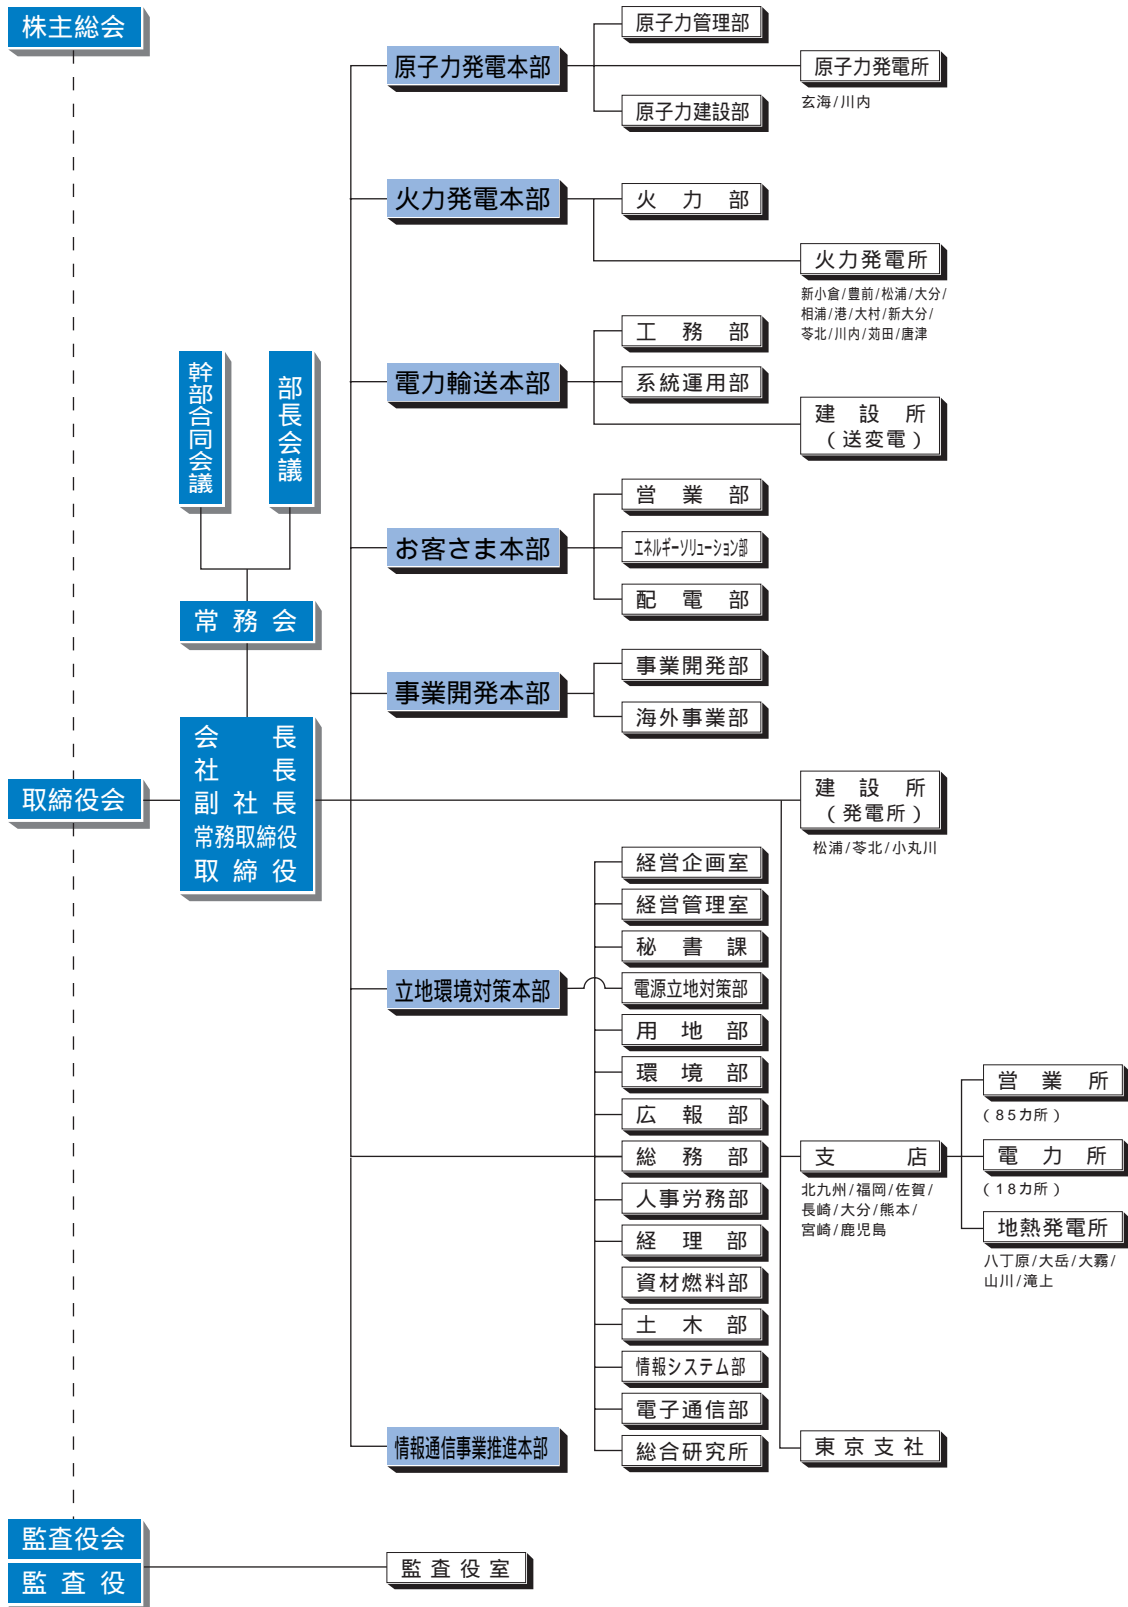 株主総会
幹部合同会議
部長会議
常務会
取締役会
会長
社長
副社長
常務取締役
取締役
監査役会
監査役
監査役室
原子力発電本部
原子力管理部
原子力建設部
原子力発電所
玄海/川内
火力発電本部
火力部
火力発電所
新小倉/豊前/松浦/大分/
相浦/港/大村/新大分/
苓北/川内/苅田/唐津
電力輸送本部
工務部
系統運用部
建設所
(送変電)
お客さま本部
営業部
エネルギーソリューション部
配電部
事業開発本部
事業開発部
海外事業部
建設所
(発電所)
松浦/苓北/小丸川
立地環境対策本部
経営企画室
経営管理室
秘書課
電源立地対策部
用地部
環境部
広報部
総務部
人事労務部
経理部
資材燃料部
土木部
情報システム部
電子通信部
総合研究所
情報通信事業推進本部
支店
北九州/福岡/佐賀/
長崎/大分/熊本/
宮崎/鹿児島
営業所
(85カ所)
電力所
(18カ所)
地熱発電所
八丁原/大岳/大霧/
山川/滝上
東京支社